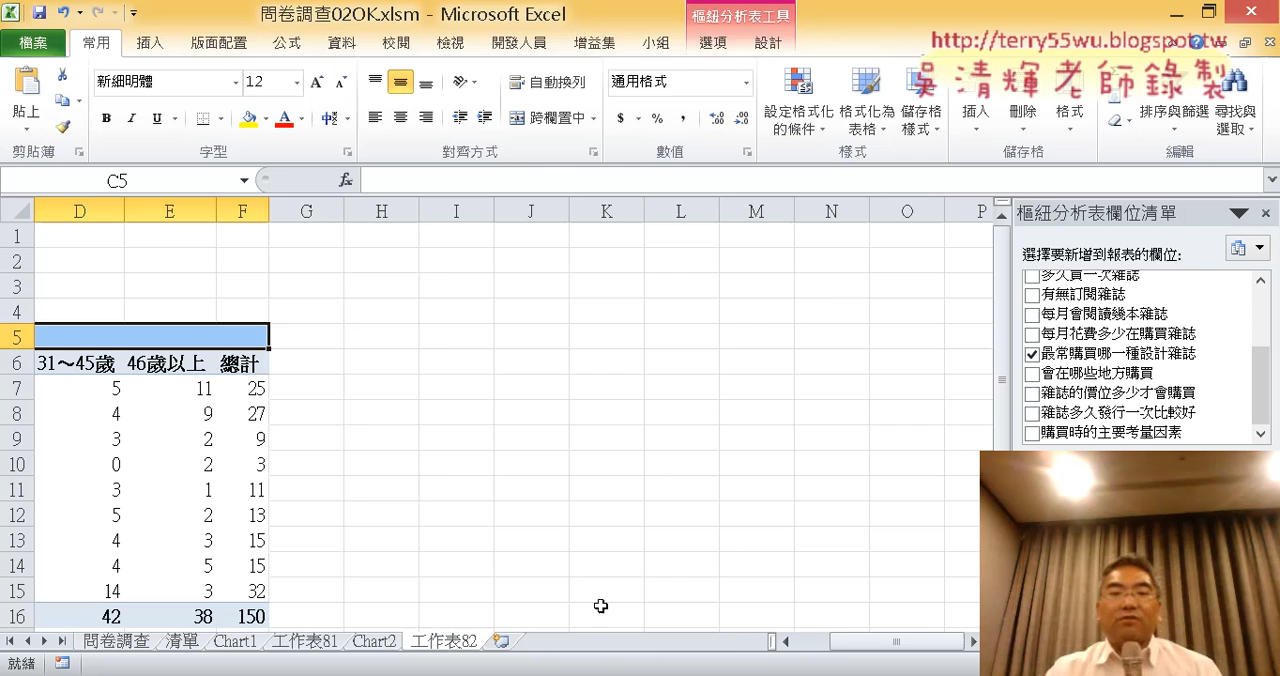 問卷調查02OK.xlsm - Microsoft Excel
樞紐分析表工具
檔案 常用 插入 版面配置 公式 資料 校閱 檢視 開發人員 增益集 小組 選項 設計
http://terry55wu.blogspot.tw
吳清輝老師錄製
貼上
新細明體 12
自動換列
跨欄置中
通用格式
設定格式化的條件
格式化為表格
儲存格樣式
插入 刪除 格式
排序與篩選
尋找與選取
剪貼簿 字型 對齊方式 數值 樣式 儲存格 編輯
C5 fx
D E F G H I J K L M N O P
1
2
3
4
5
6 31~45歲 46歲以上 總計
7 5 11 25
8 4 9 27
9 3 2 9
10 0 2 3
11 3 1 11
12 5 2 13
13 4 3 15
14 4 5 15
15 14 3 32
16 42 38 150
樞紐分析表欄位清單
選擇要新增到報表的欄位:
多久買一次雜誌
有無訂閱雜誌
每月會閱讀幾本雜誌
每月花費多少在購買雜誌
最常購買哪一種設計雜誌
會在哪些地方購買
雜誌的價位多少才會購買
雜誌多久發行一次比較好
購買時的主要考量因素
問卷調查 清單 Chart1 工作表81 Chart2 工作表82
就緒